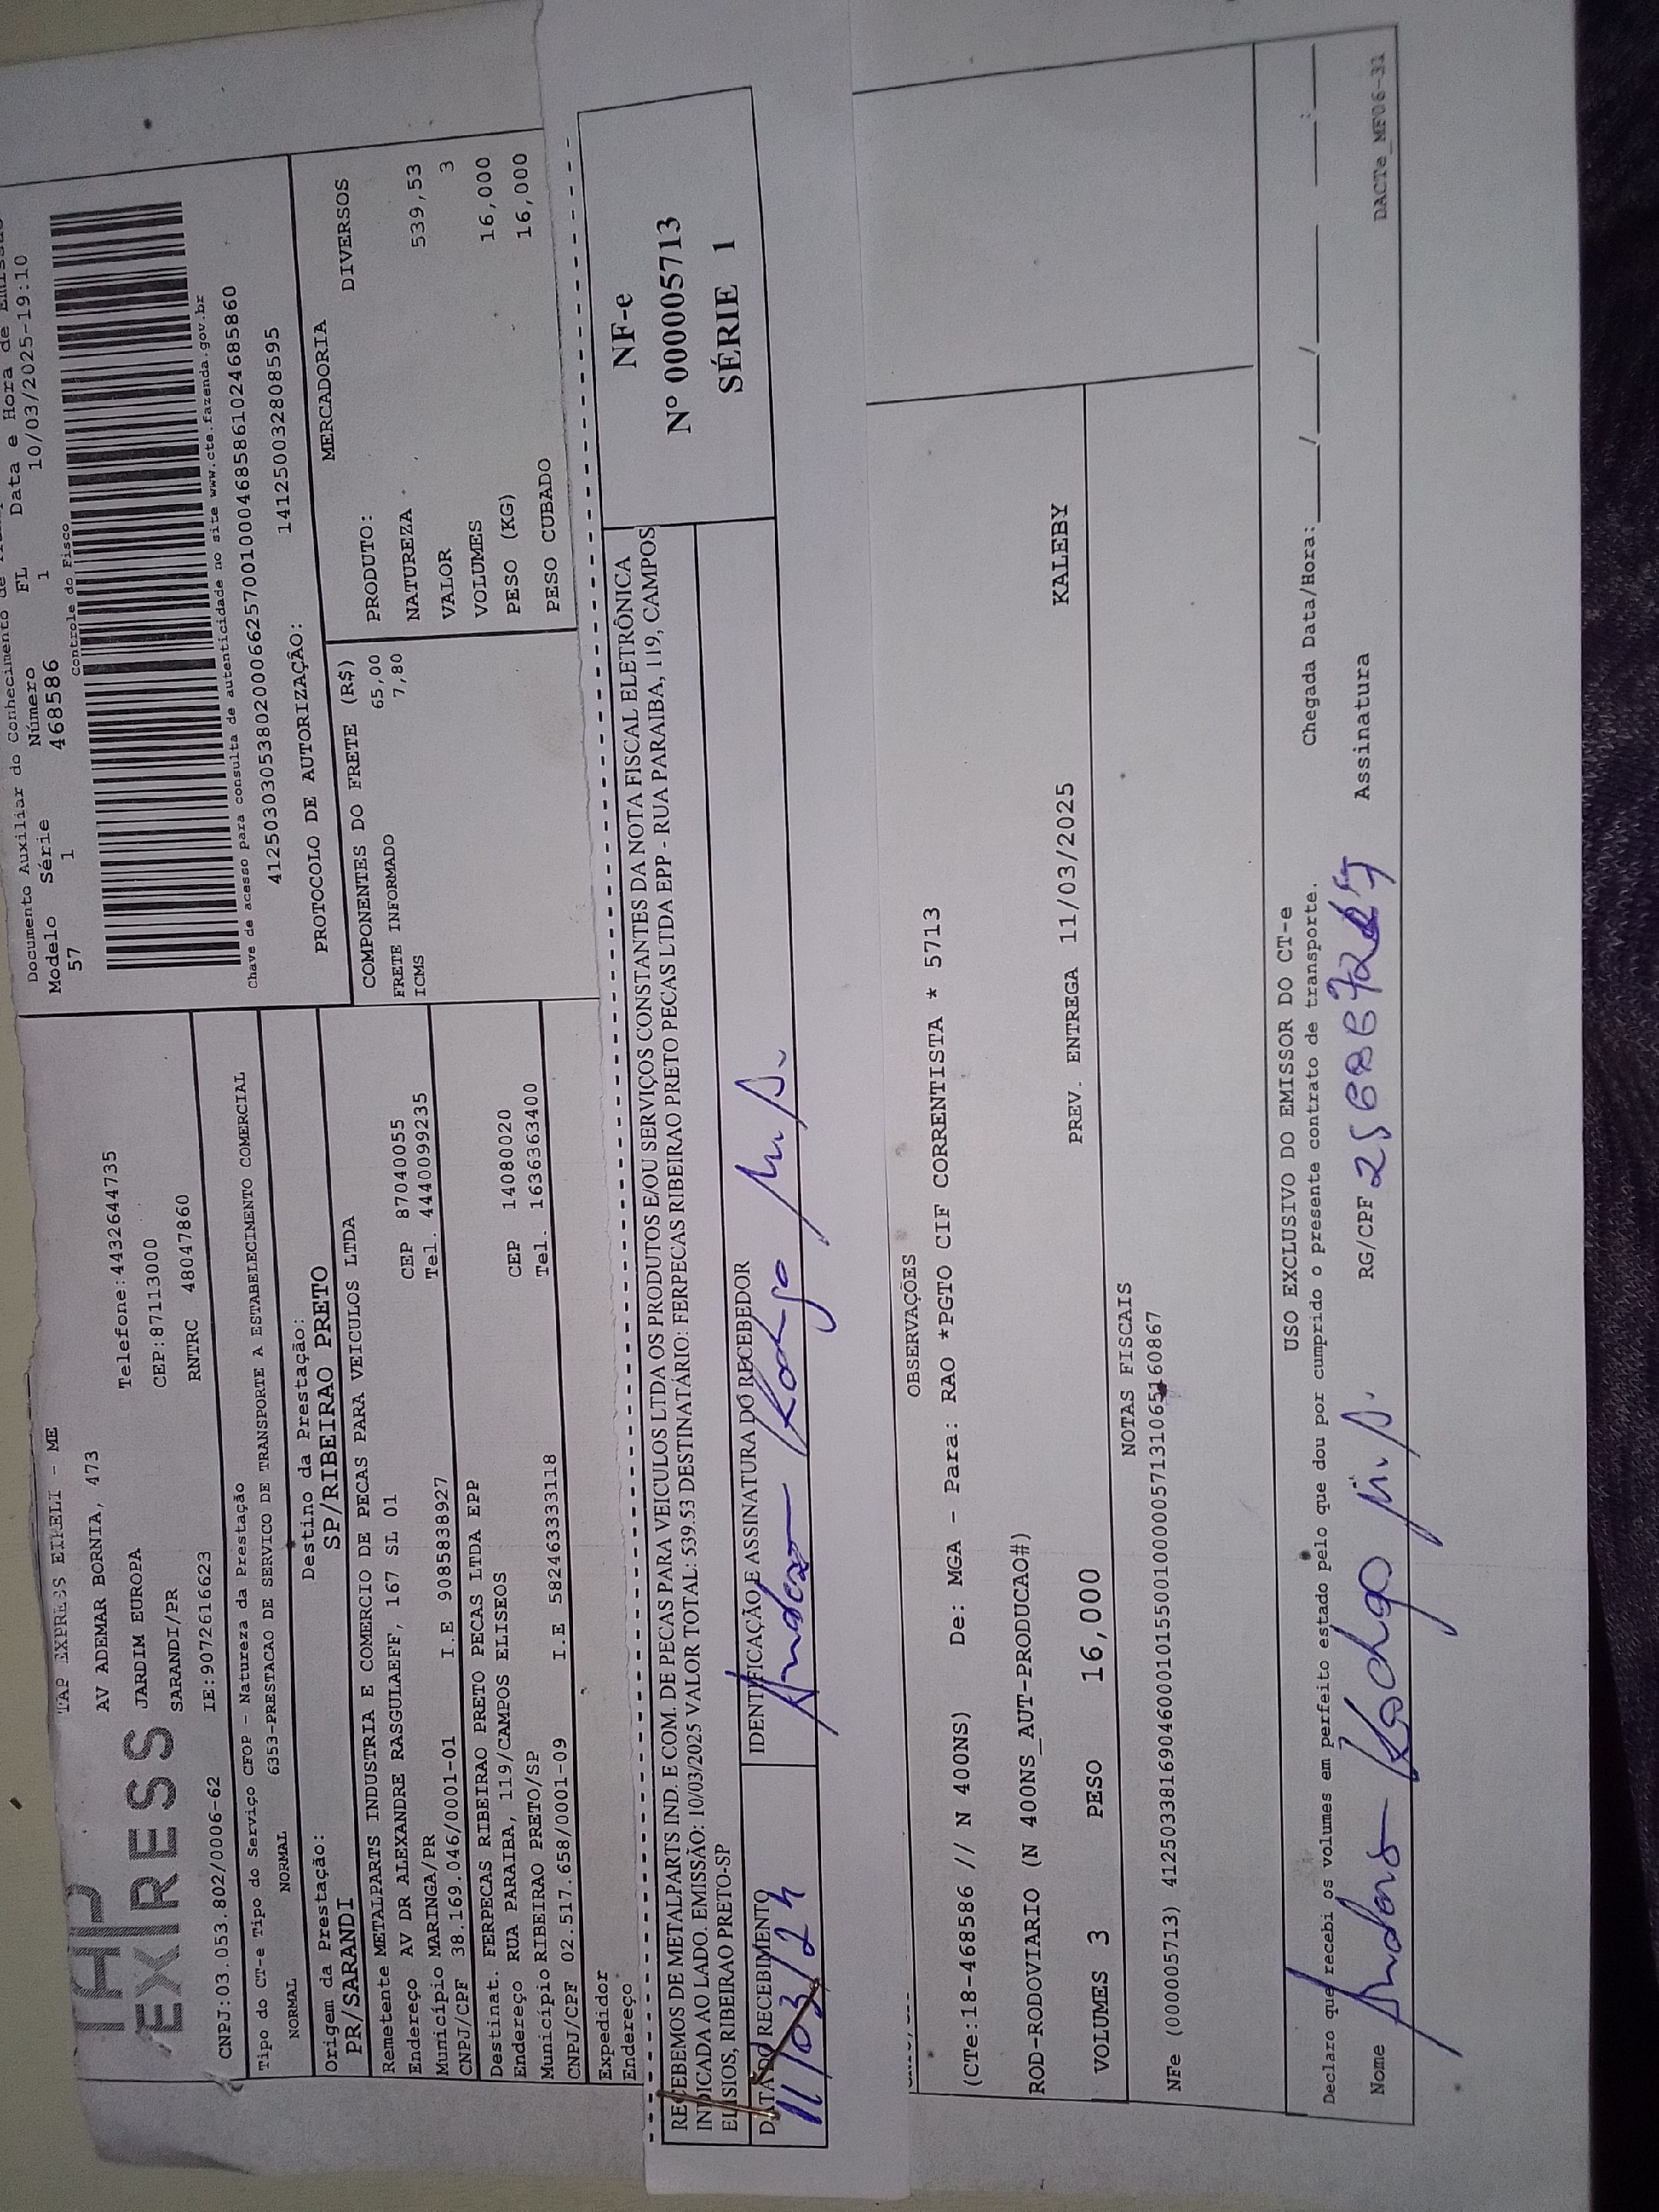 TAP EXPRESS EIRELI - ME
EXPRESS
AV ADEMAR BORNIA, 473
Telefone:4432644735
JARDIM EUROPA
CEP:87113000
SARANDI/PR
RNTRC 48047860
CNPJ:03.053.802/0006-62
IE:9072616623
Documento Auxiliar do Conhecimento de
Modelo Série Número FL Data e Hora de Emissão
57 1 468586 1 10/03/2025-19:10
Controle do Fisco
Chave de acesso para consulta de autenticidade no site www.cte.fazenda.gov.br
41250303053802000662570010004685861024685860
Tipo do CT-e Tipo do Serviço CFOP - Natureza da Prestação
NORMAL NORMAL 6353-PRESTACAO DE SERVICO DE TRANSPORTE A ESTABELECIMENTO COMERCIAL
PROTOCOLO DE AUTORIZAÇÃO: 141250032808595
Origem da Prestação: Destino da Prestação:
PR/SARANDI SP/RIBEIRAO PRETO
Remetente METALPARTS INDUSTRIA E COMERCIO DE PECAS PARA VEICULOS LTDA
Endereço AV DR ALEXANDRE RASGULAEFF, 167 SL 01
Município MARINGA/PR CEP 87040055
CNPJ/CPF 38.169.046/0001-01 I.E 9085838927 Tel. 4440099235
Destinat. FERPECAS RIBEIRAO PRETO PECAS LTDA EPP
Endereço RUA PARAIBA, 119/CAMPOS ELISEOS
Município RIBEIRAO PRETO/SP CEP 14080020
CNPJ/CPF 02.517.658/0001-09 I.E 582463333118 Tel. 1636363400
Expedidor
Endereço
COMPONENTES DO FRETE (R$)
FRETE INFORMADO 65,00
ICMS 7,80
MERCADORIA
PRODUTO: DIVERSOS
NATUREZA
VALOR 539,53
VOLUMES 3
PESO (KG) 16,000
PESO CUBADO 16,000
RECEBEMOS DE METALPARTS IND. E COM. DE PECAS PARA VEICULOS LTDA OS PRODUTOS E/OU SERVIÇOS CONSTANTES DA NOTA FISCAL ELETRÔNICA
INDICADA AO LADO. EMISSÃO: 10/03/2025 VALOR TOTAL: 539.53 DESTINATÁRIO: FERPECAS RIBEIRAO PRETO PECAS LTDA EPP - RUA PARAIBA, 119, CAMPOS
ELISIOS, RIBEIRAO PRETO-SP
NF-e
Nº 000005713
SÉRIE 1
DATA DO RECEBIMENTO
IDENTIFICAÇÃO E ASSINATURA DO RECEBEDOR
11/03/24
OBSERVAÇÕES
(CTe:18-468586 // N 400NS) De: MGA - Para: RAO *PGTO CIF CORRENTISTA * 5713
ROD-RODOVIARIO (N 400NS_AUT-PRODUCAO#)
PREV. ENTREGA 11/03/2025 KALEBY
VOLUMES 3 PESO 16,000
NOTAS FISCAIS
NFe (000005713) 41250338169046000101550010000057131065160867
USO EXCLUSIVO DO EMISSOR DO CT-e
Declaro que recebi os volumes em perfeito estado pelo que dou por cumprido o presente contrato de transporte.
Chegada Data/Hora:____/____/____ ___:___
Nome RG/CPF Assinatura
DACTe_MF06-31